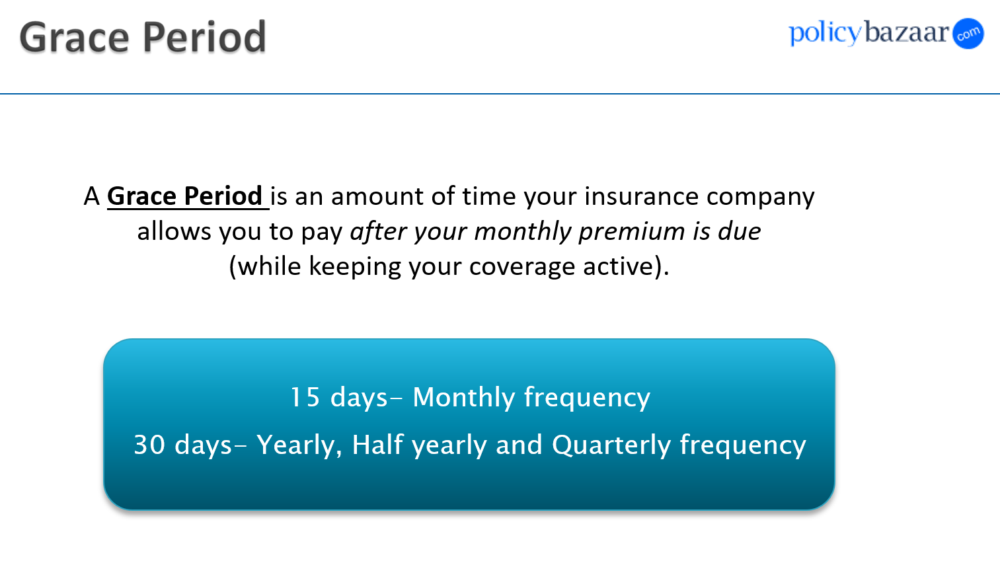 Grace Period
policybazaar com
A Grace Period is an amount of time your insurance company
allows you to pay after your monthly premium is due
(while keeping your coverage active).
15 days- Monthly frequency
30 days- Yearly, Half yearly and Quarterly frequency